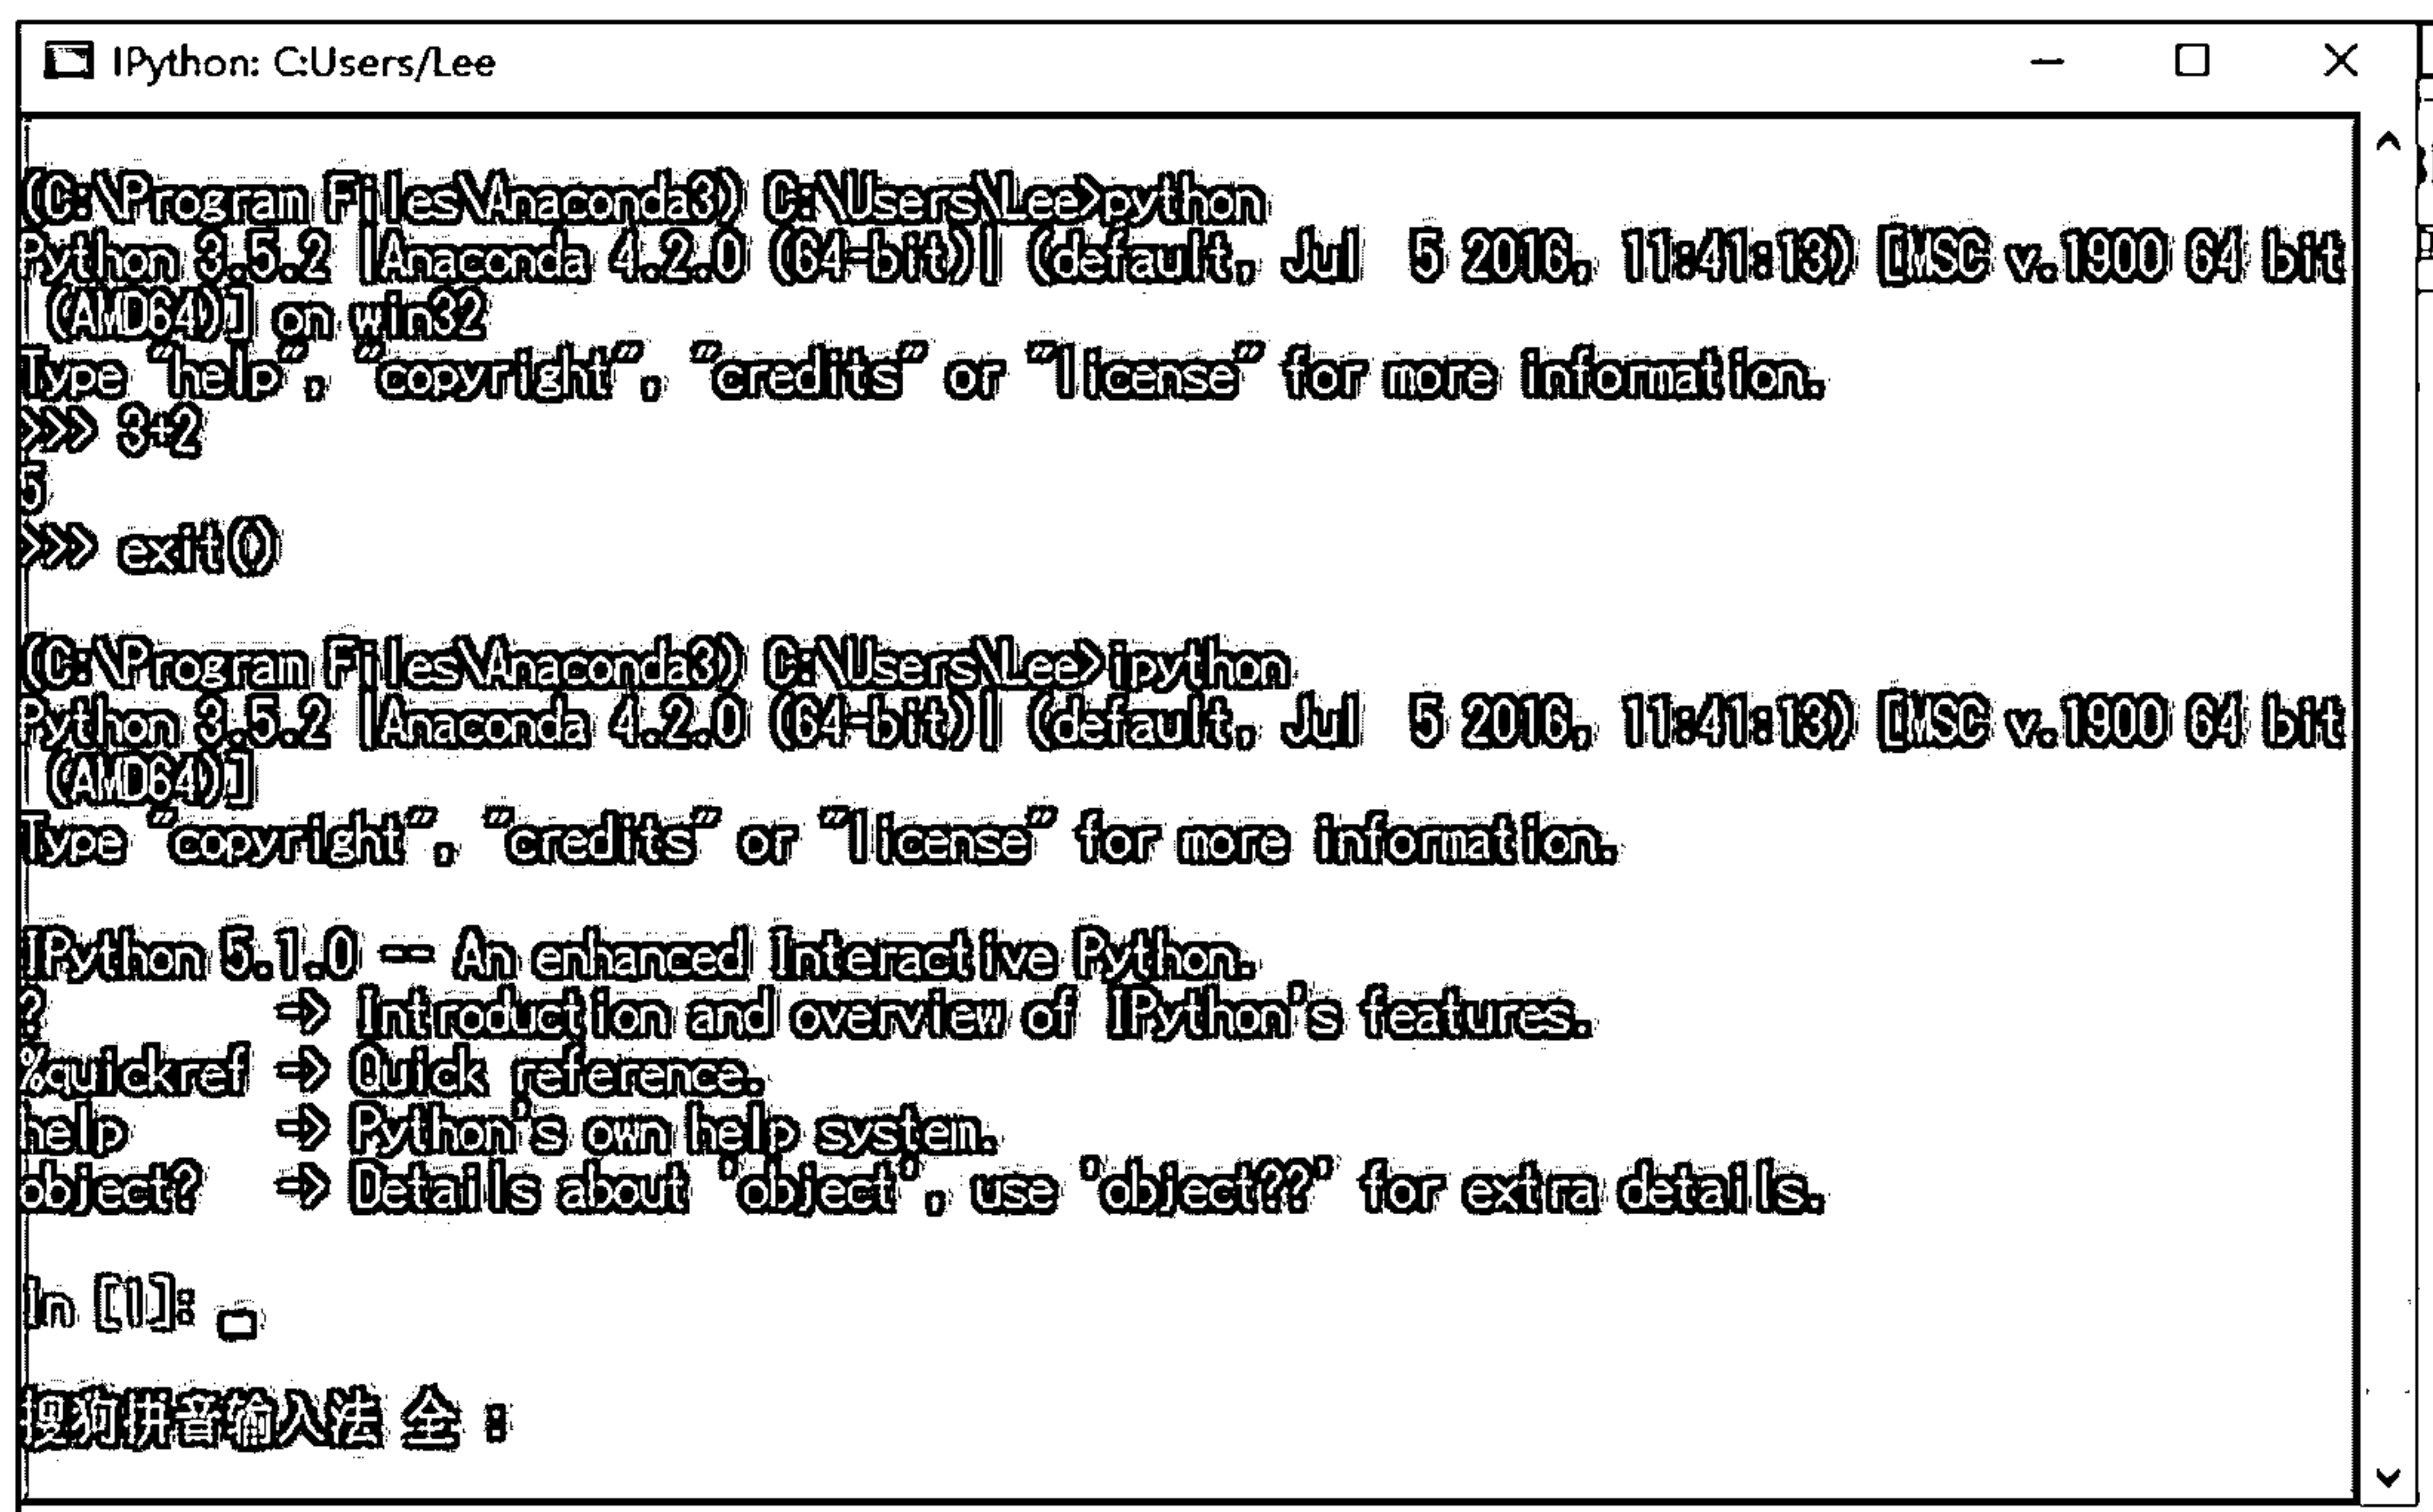 IPython: C:Users/Lee
(C:\Program Files\Anaconda3) C:\Users\Lee>python
Python 3.5.2 |Anaconda 4.2.0 (64-bit)| (default, Jul  5 2016, 11:41:13) [MSC v.1900 64 bit
 (AMD64)] on win32
Type "help", "copyright", "credits" or "license" for more information.
>>> 3+2
5
>>> exit()
(C:\Program Files\Anaconda3) C:\Users\Lee>ipython
Python 3.5.2 |Anaconda 4.2.0 (64-bit)| (default, Jul  5 2016, 11:41:13) [MSC v.1900 64 bit
 (AMD64)]
Type "copyright", "credits" or "license" for more information.
IPython 5.1.0 -- An enhanced Interactive Python.
?         -> Introduction and overview of IPython's features.
%quickref -> Quick reference.
help      -> Python's own help system.
object?   -> Details about 'object', use 'object??' for extra details.
In [1]: _
搜狗拼音输入法 全 :